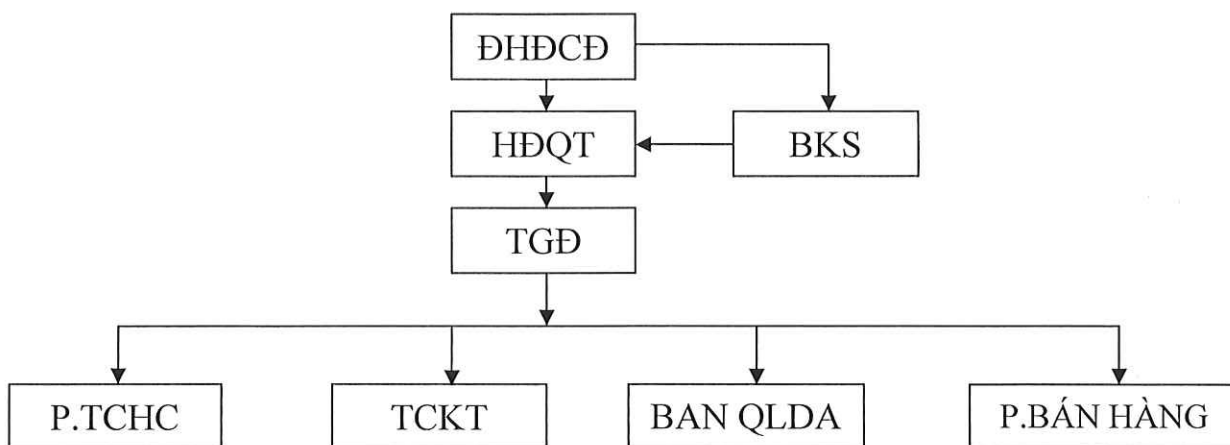 ĐHĐCĐ
HĐQT
BKS
TGĐ
P.TCHC
TCKT
BAN QLDA
P.BÁN HÀNG